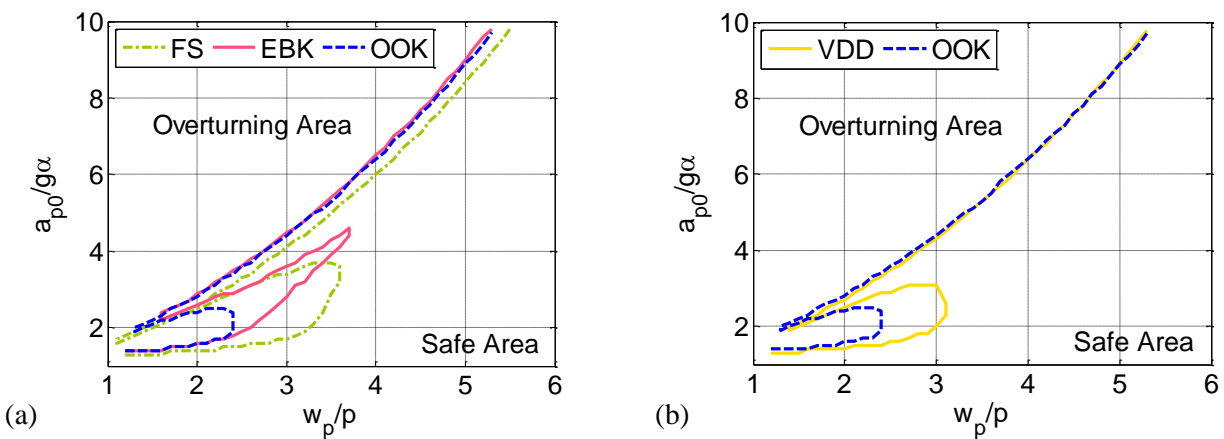 10
8
6
4
2
1 2 3 4 5 6
a_p0/gα
w_p/p
FS EBK OOK
Overturning Area
Safe Area
(a)
10
8
6
4
2
1 2 3 4 5 6
a_p0/gα
w_p/p
VDD OOK
Overturning Area
Safe Area
(b)